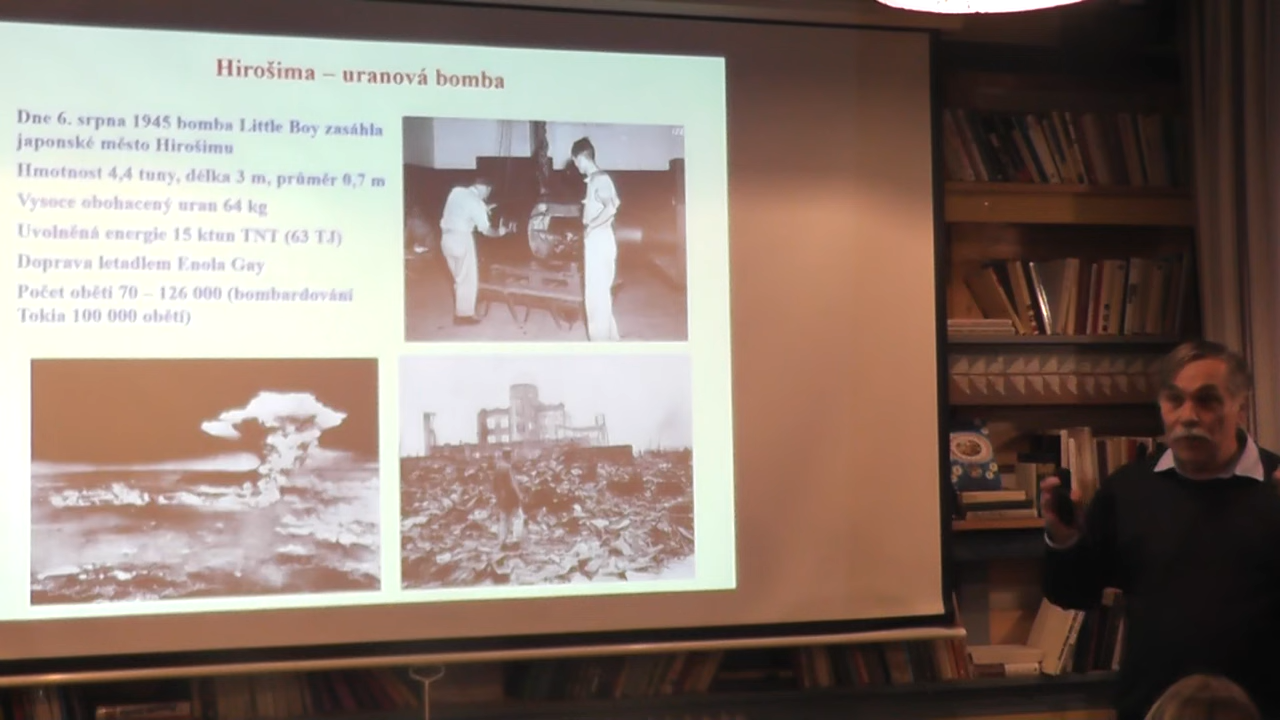 Hirošima – uranová bomba
Dne 6. srpna 1945 bomba Little Boy zasáhla
japonské město Hirošimu
Hmotnost 4,4 tuny, délka 3 m, průměr 0,7 m
Vysoce obohacený uran 64 kg
Uvolněná energie 15 ktun TNT (63 TJ)
Doprava letadlem Enola Gay
Počet obětí 70 – 126 000 (bombardování
Tokia 100 000 obětí)